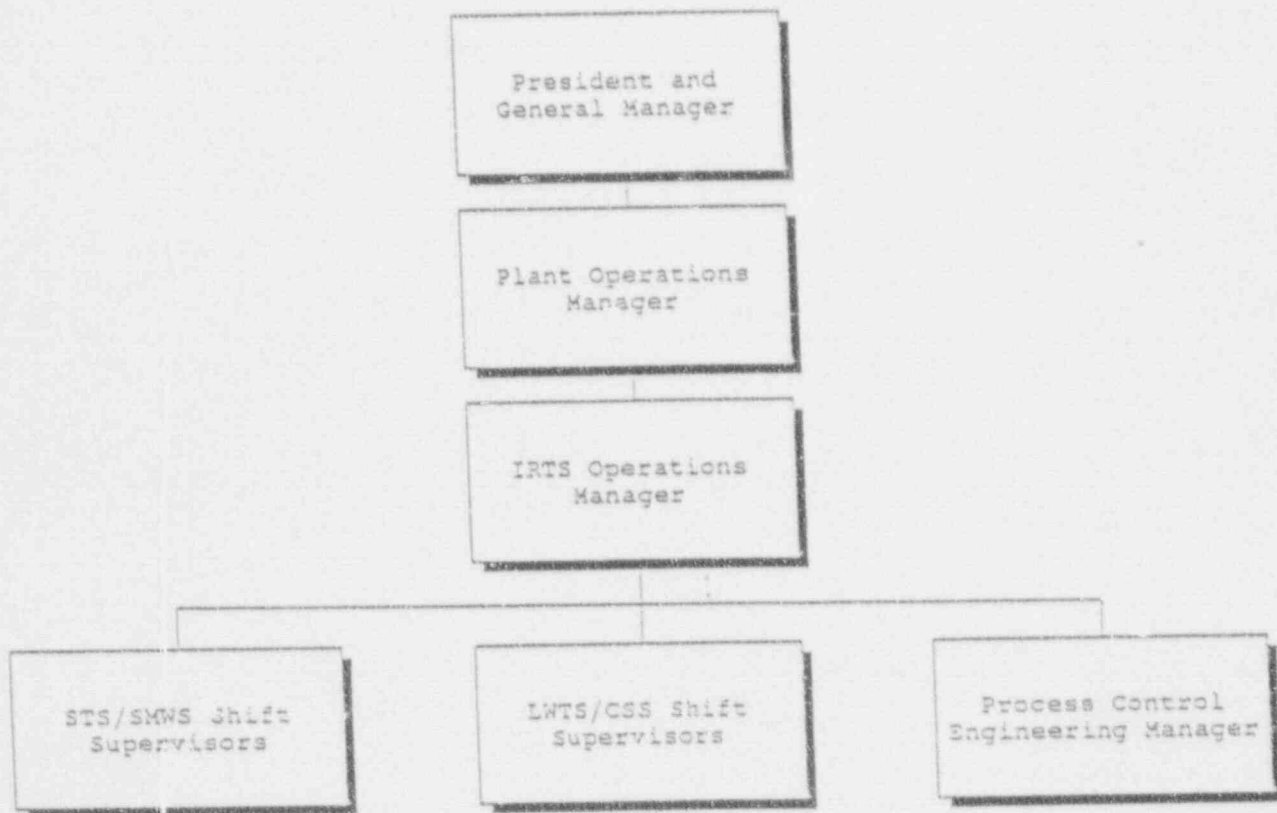 President and
General Manager
Plant Operations
Manager
IRTS Operations
Manager
STS/SMWS Shift
Supervisors
LWTS/CSS Shift
Supervisors
Process Control
Engineering Manager